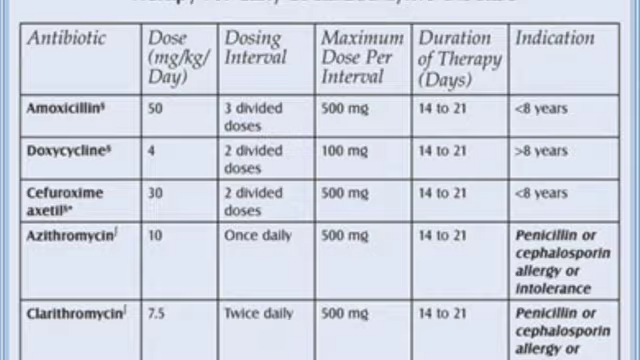 Antibiotic
Dose
(mg/kg/
Day)
Dosing
Interval
Maximum
Dose Per
Interval
Duration
of Therapy
(Days)
Indication
Amoxicillin§
50
3 divided
doses
500 mg
14 to 21
<8 years
Doxycycline§
4
2 divided
doses
100 mg
14 to 21
>8 years
Cefuroxime
axetil§*
30
2 divided
doses
500 mg
14 to 21
<8 years
Azithromycin
10
Once daily
500 mg
14 to 21
Penicillin or
cephalosporin
allergy or
intolerance
Clarithromycin
7.5
Twice daily
500 mg
14 to 21
Penicillin or
cephalosporin
allergy or